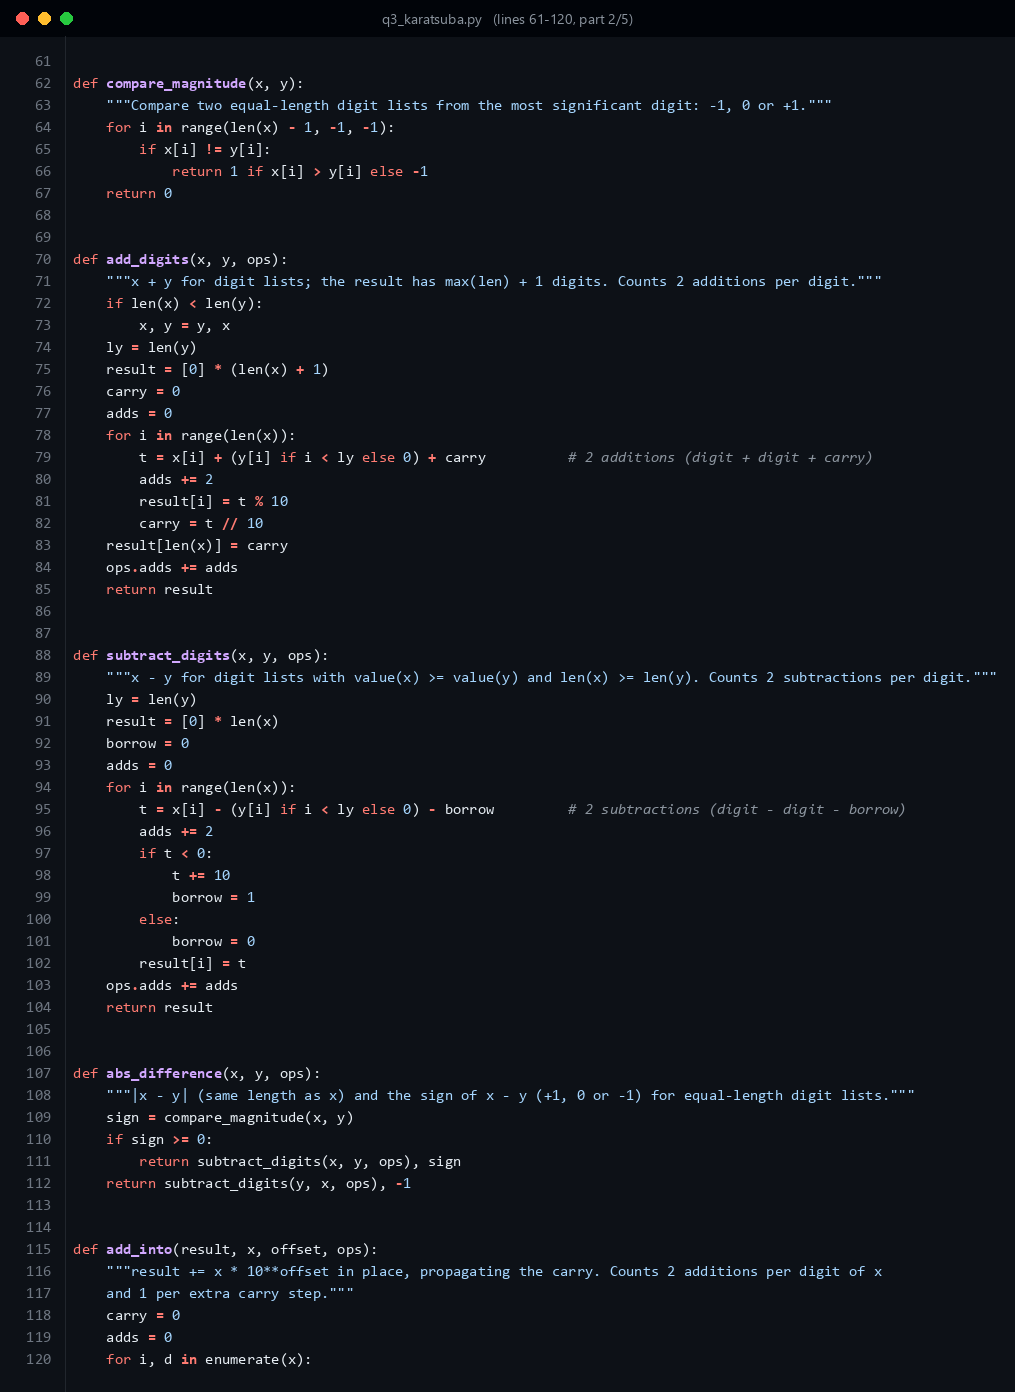 q3_karatsuba.py   (lines 61-120, part 2/5)
61
62 def compare_magnitude(x, y):
63     """Compare two equal-length digit lists from the most significant digit: -1, 0 or +1."""
64     for i in range(len(x) - 1, -1, -1):
65         if x[i] != y[i]:
66             return 1 if x[i] > y[i] else -1
67     return 0
68
69
70 def add_digits(x, y, ops):
71     """x + y for digit lists; the result has max(len) + 1 digits. Counts 2 additions per digit."""
72     if len(x) < len(y):
73         x, y = y, x
74     ly = len(y)
75     result = [0] * (len(x) + 1)
76     carry = 0
77     adds = 0
78     for i in range(len(x)):
79         t = x[i] + (y[i] if i < ly else 0) + carry          # 2 additions (digit + digit + carry)
80         adds += 2
81         result[i] = t % 10
82         carry = t // 10
83     result[len(x)] = carry
84     ops.adds += adds
85     return result
86
87
88 def subtract_digits(x, y, ops):
89     """x - y for digit lists with value(x) >= value(y) and len(x) >= len(y). Counts 2 subtractions per digit."""
90     ly = len(y)
91     result = [0] * len(x)
92     borrow = 0
93     adds = 0
94     for i in range(len(x)):
95         t = x[i] - (y[i] if i < ly else 0) - borrow         # 2 subtractions (digit - digit - borrow)
96         adds += 2
97         if t < 0:
98             t += 10
99             borrow = 1
100         else:
101             borrow = 0
102         result[i] = t
103     ops.adds += adds
104     return result
105
106
107 def abs_difference(x, y, ops):
108     """|x - y| (same length as x) and the sign of x - y (+1, 0 or -1) for equal-length digit lists."""
109     sign = compare_magnitude(x, y)
110     if sign >= 0:
111         return subtract_digits(x, y, ops), sign
112     return subtract_digits(y, x, ops), -1
113
114
115 def add_into(result, x, offset, ops):
116     """result += x * 10**offset in place, propagating the carry. Counts 2 additions per digit of x
117     and 1 per extra carry step."""
118     carry = 0
119     adds = 0
120     for i, d in enumerate(x):